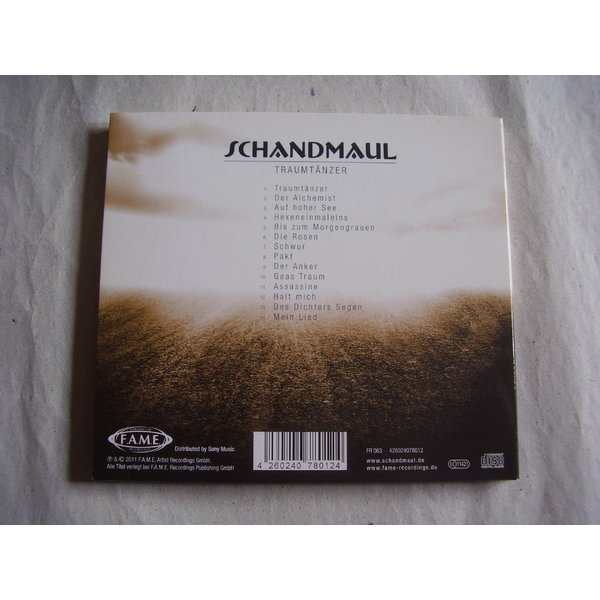 SCHANDMAUL
TRAUMTÄNZER
1. Traumtänzer
2. Der Alchemist
3. Auf hoher See
4. Hexeneinmaleins
5. Bis zum Morgengrauen
6. Die Rosen
7. Schwur
8. Pakt
9. Der Anker
10. Geas Traum
11. Assassine
12. Halt mich
13. Des Dichters Segen
14. Mein Lied
F.A.M.E.
Distributed by Sony Music
℗ & © 2011 F.A.M.E. Artist Recordings GmbH.
Alle Titel verlegt bei F.A.M.E. Recordings Publishing GmbH
4 260240 780124
FR 063 426024078012
www.schandmaul.de
www.fame-recordings.de
LC 11421